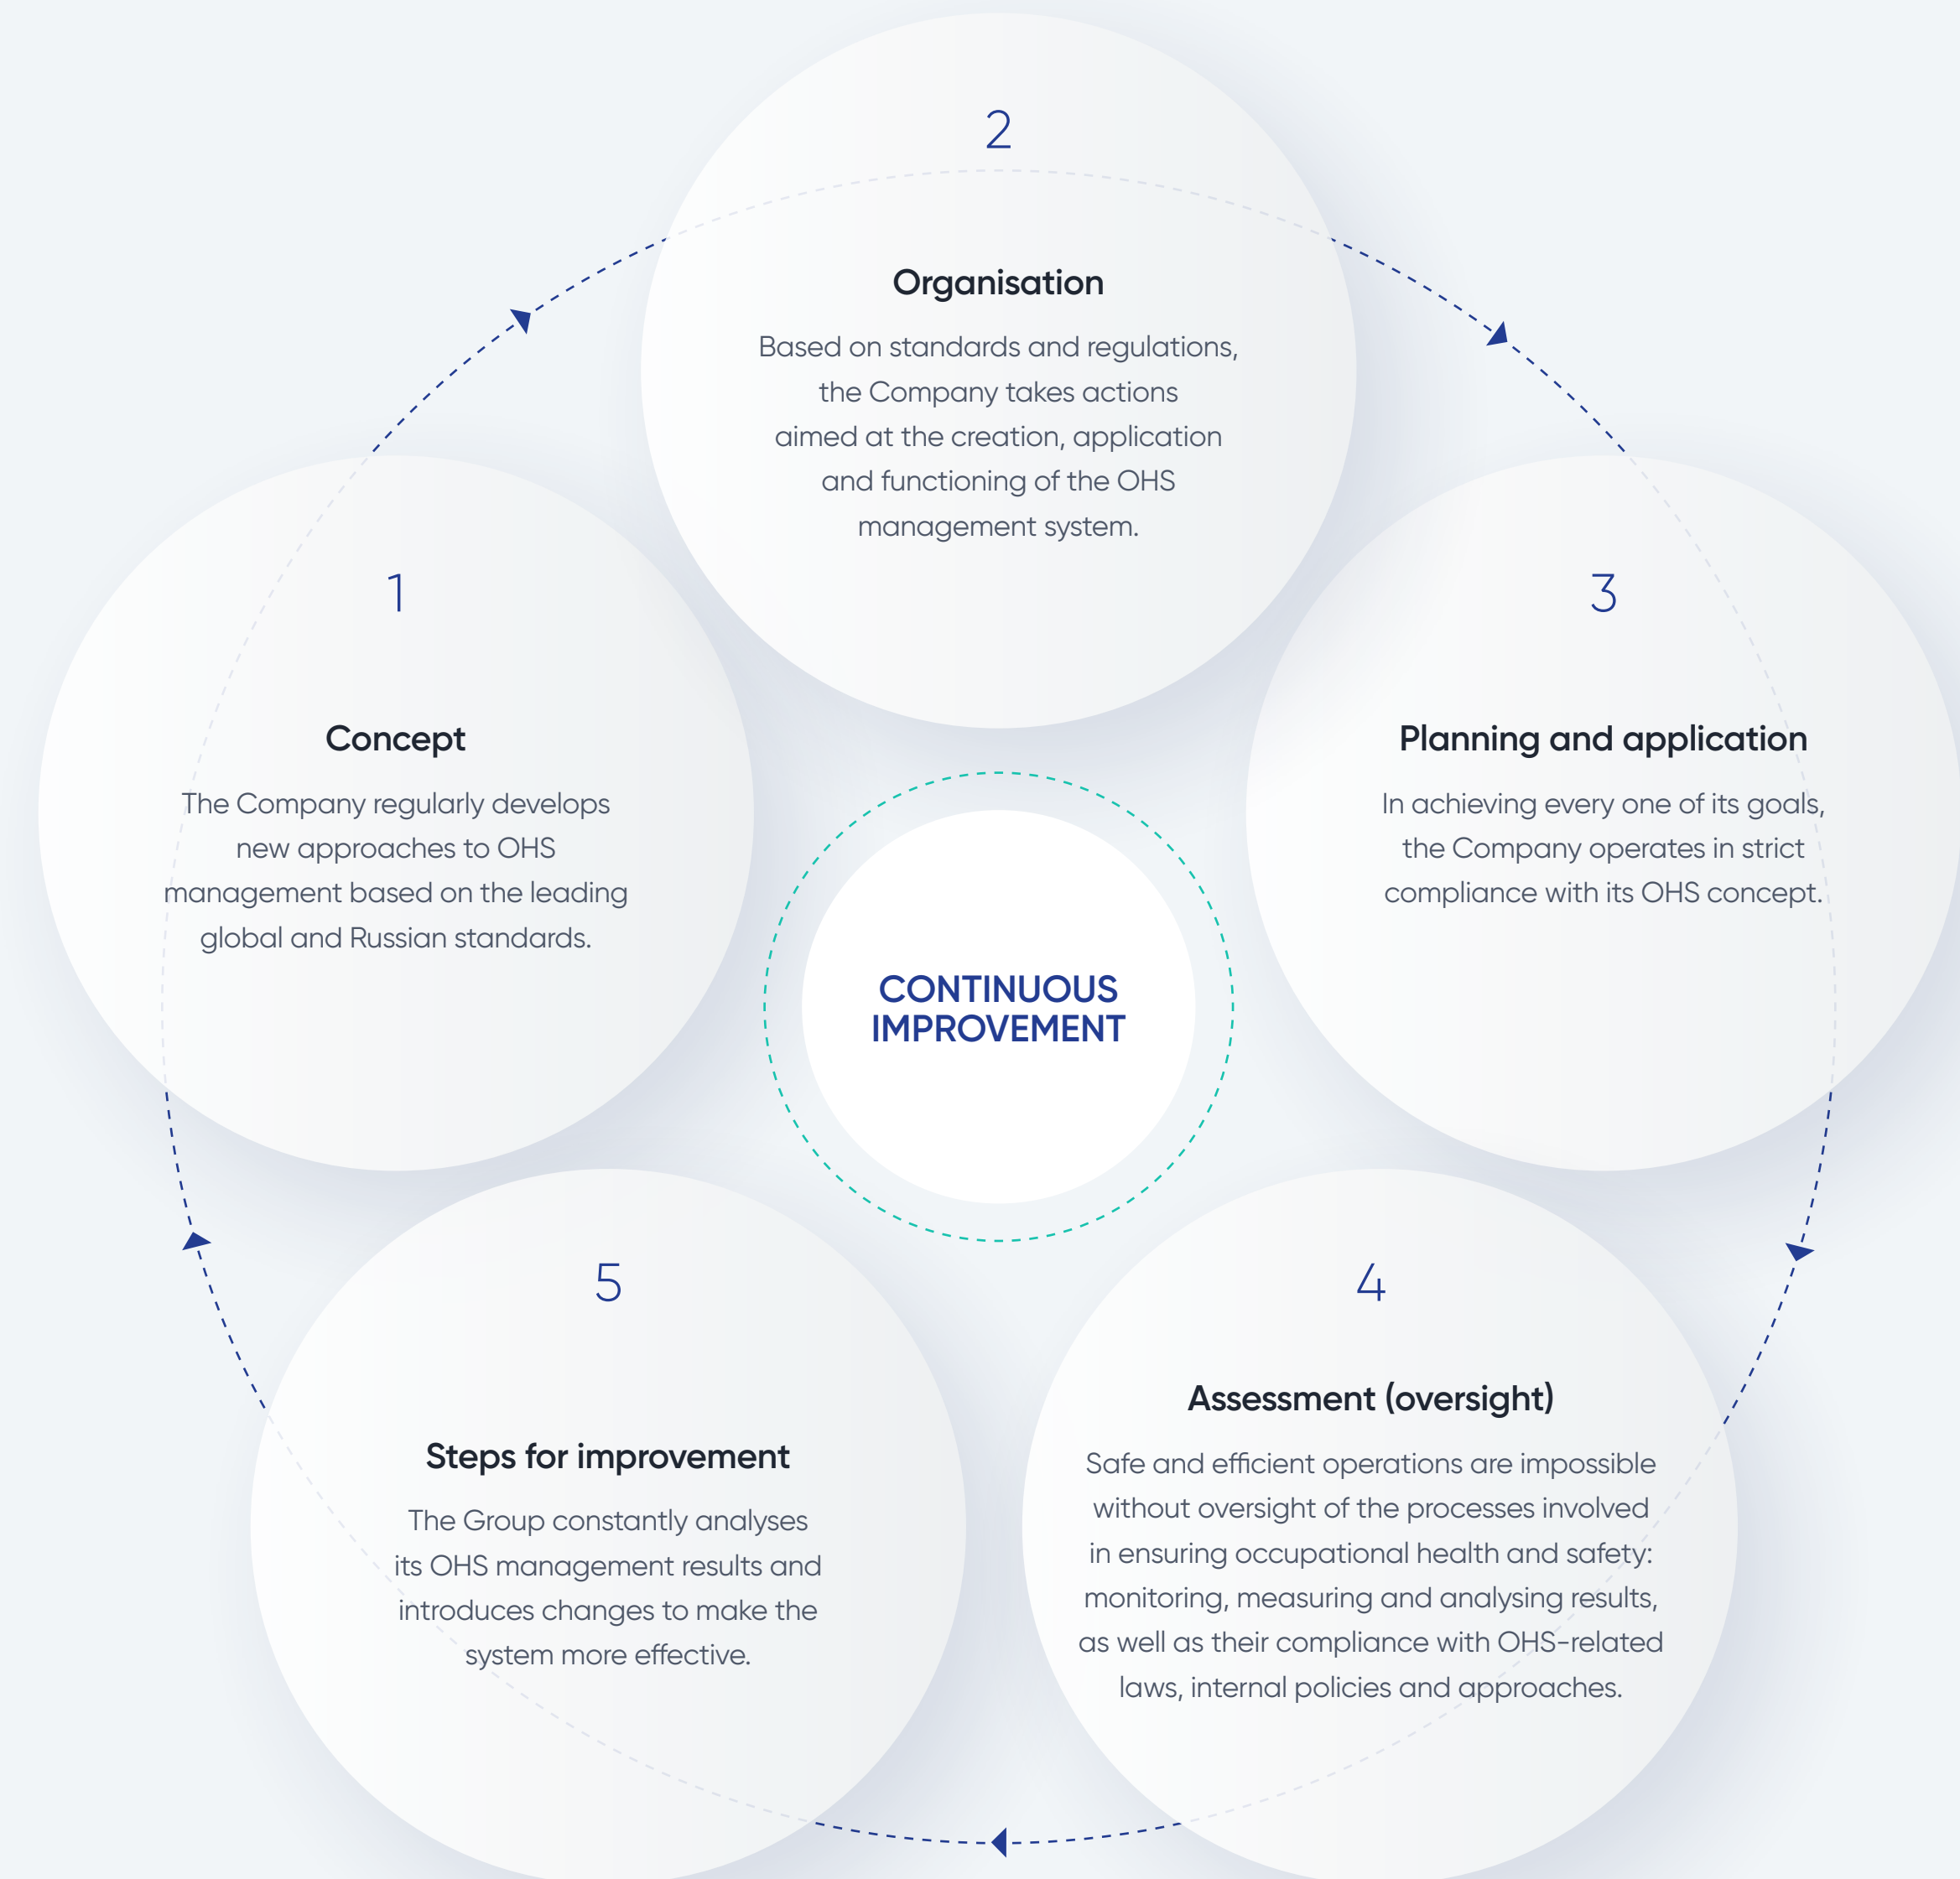 1
Concept
The Company regularly develops
new approaches to OHS
management based on the leading
global and Russian standards.
2
Organisation
Based on standards and regulations,
the Company takes actions
aimed at the creation, application
and functioning of the OHS
management system.
3
Planning and application
In achieving every one of its goals,
the Company operates in strict
compliance with its OHS concept.
4
Assessment (oversight)
Safe and efficient operations are impossible
without oversight of the processes involved
in ensuring occupational health and safety:
monitoring, measuring and analysing results,
as well as their compliance with OHS-related
laws, internal policies and approaches.
5
Steps for improvement
The Group constantly analyses
its OHS management results and
introduces changes to make the
system more effective.
CONTINUOUS
IMPROVEMENT